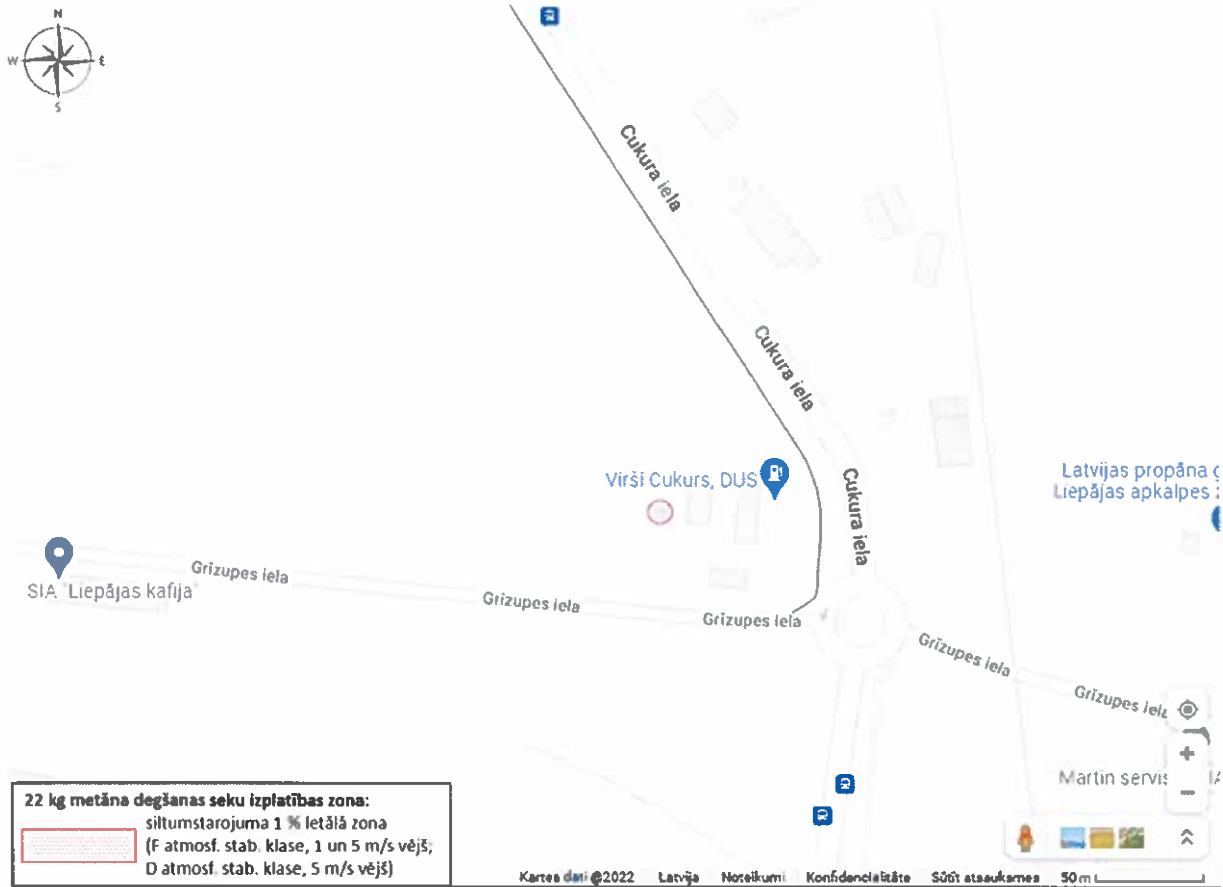 N
W
E
S
Cukura iela
Cukura iela
Virši Cukurs, DUS
Cukura iela
Latvijas propāna
Liepājas apkalpes
SIA "Liepājas kafija"
Grīzupes iela
Grīzupes iela
Grīzupes iela
Grīzupes iela
Grīzupes iela
Martin servis
22 kg metāna degšanas seku izplatības zona:
siltumstarojuma 1 % letālā zona
(F atmosf. stab. klase, 1 un 5 m/s vējš;
D atmosf. stab. klase, 5 m/s vējš)
Kartes dati @2022 Latvija Noteikumi Konfidencialitāte Sūtīt atsauksmes 50 m